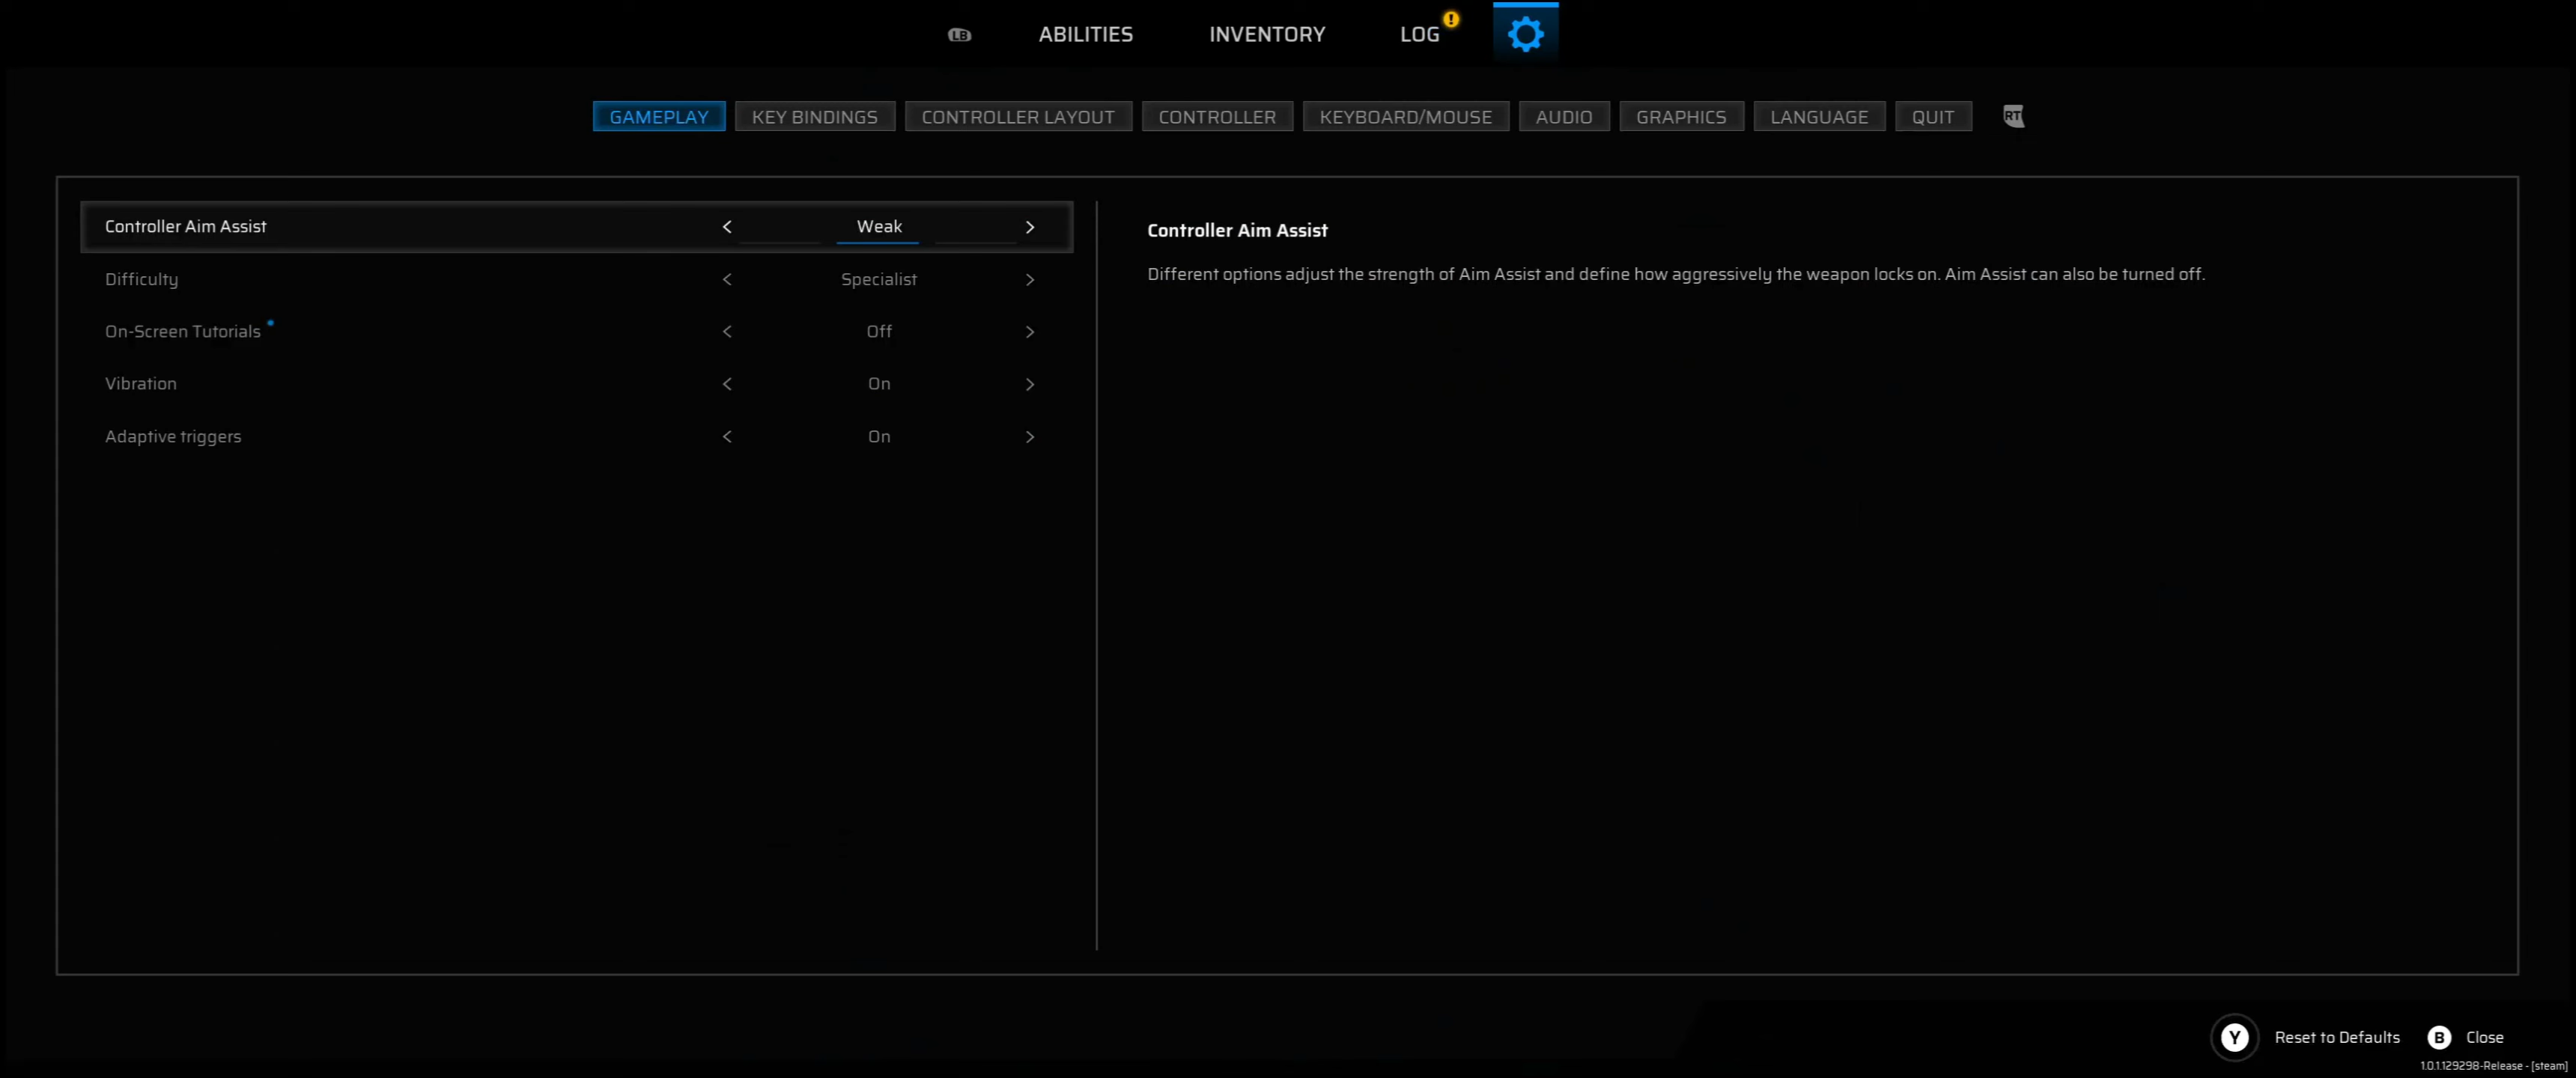 LB ABILITIES INVENTORY LOG !
GAMEPLAY KEY BINDINGS CONTROLLER LAYOUT CONTROLLER KEYBOARD/MOUSE AUDIO GRAPHICS LANGUAGE QUIT RT
Controller Aim Assist < Weak >
Difficulty < Specialist >
On-Screen Tutorials < Off >
Vibration < On >
Adaptive triggers < On >
Controller Aim Assist
Different options adjust the strength of Aim Assist and define how aggressively the weapon locks on. Aim Assist can also be turned off.
Y Reset to Defaults B Close
1.0.1.129298-Release - [steam]